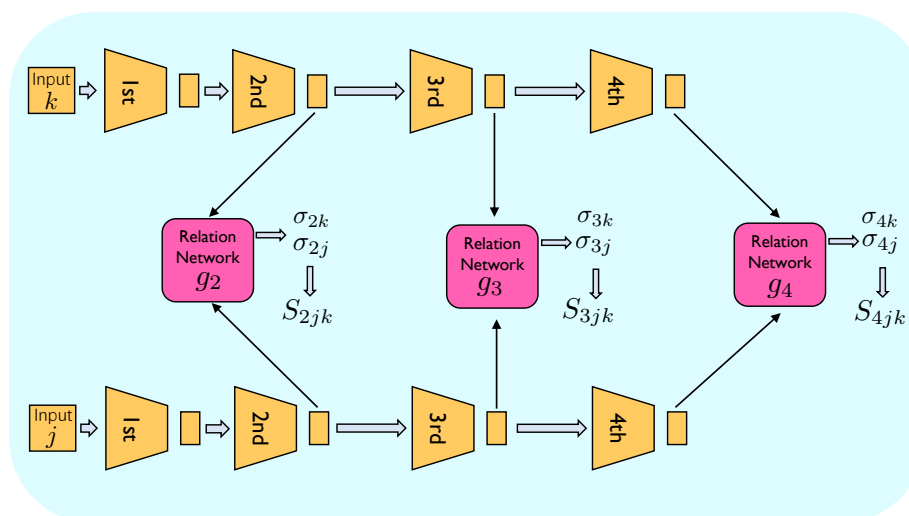 Input
k
1st
2nd
3rd
4th
Relation
Network
g₂
σ₂ₖ
σ₂ⱼ
S₂ⱼₖ
Relation
Network
g₃
σ₃ₖ
σ₃ⱼ
S₃ⱼₖ
Relation
Network
g₄
σ₄ₖ
σ₄ⱼ
S₄ⱼₖ
Input
j
1st
2nd
3rd
4th